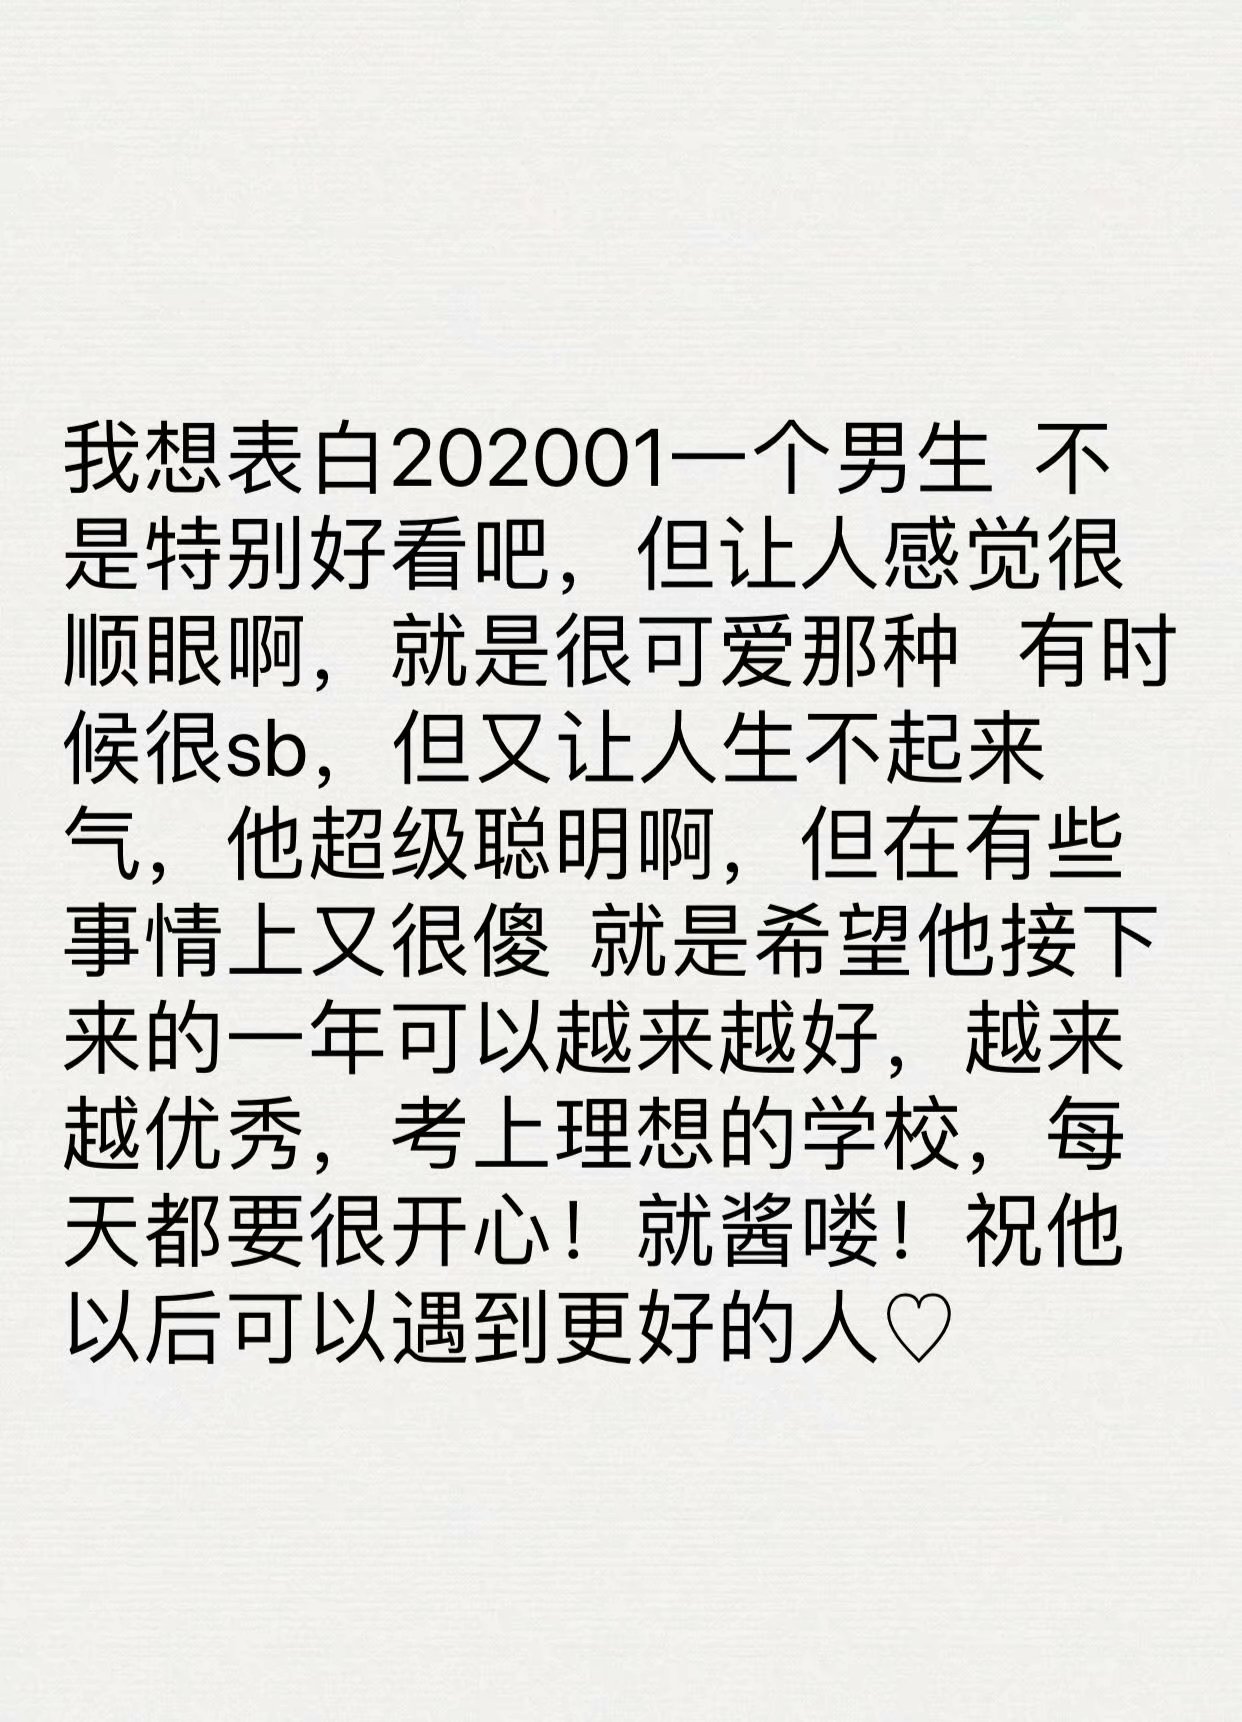 我想表白202001一个男生  不
是特别好看吧，但让人感觉很
顺眼啊，就是很可爱那种   有时
候很sb，但又让人生不起来
气，他超级聪明啊，但在有些
事情上又很傻  就是希望他接下
来的一年可以越来越好，越来
越优秀，考上理想的学校，每
天都要很开心！就酱喽！祝他
以后可以遇到更好的人♡